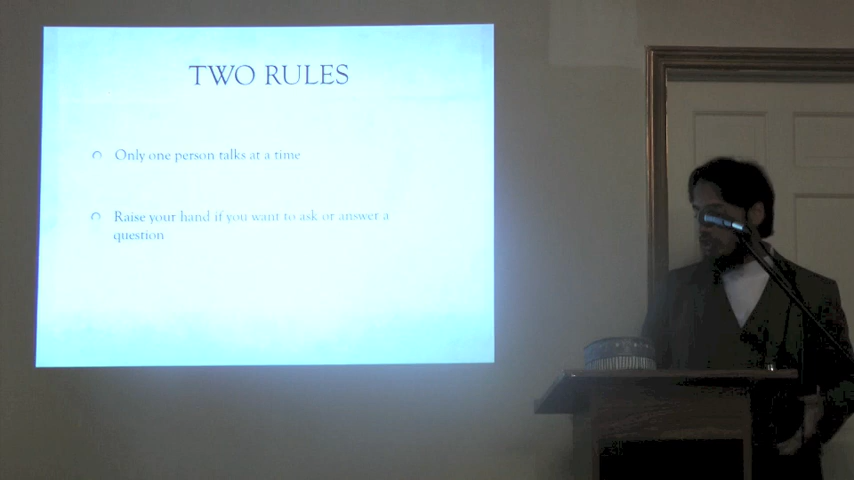 TWO RULES
Only one person talks at a time
Raise your hand if you want to ask or answer a
question